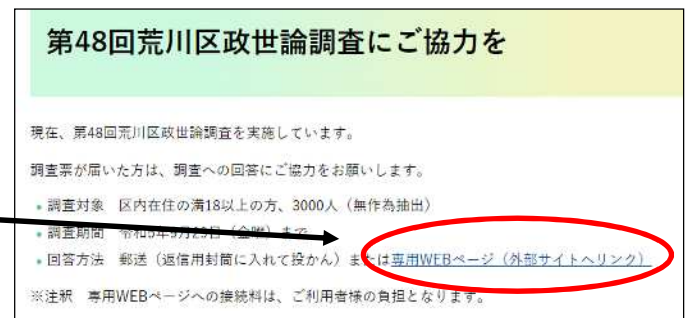 第48回荒川区政世論調査にご協力を
現在、第48回荒川区政世論調査を実施しています。
調査票が届いた方は、調査への回答にご協力をお願いします。
・調査対象　区内在住の満18以上の方、3000人（無作為抽出）
・調査期間　（金曜）まで
・回答方法　郵送（返信用封筒に入れて投かん）または専用WEBページ（外部サイトへリンク）
※注釈　専用WEBページへの接続料は、ご利用者様の負担となります。